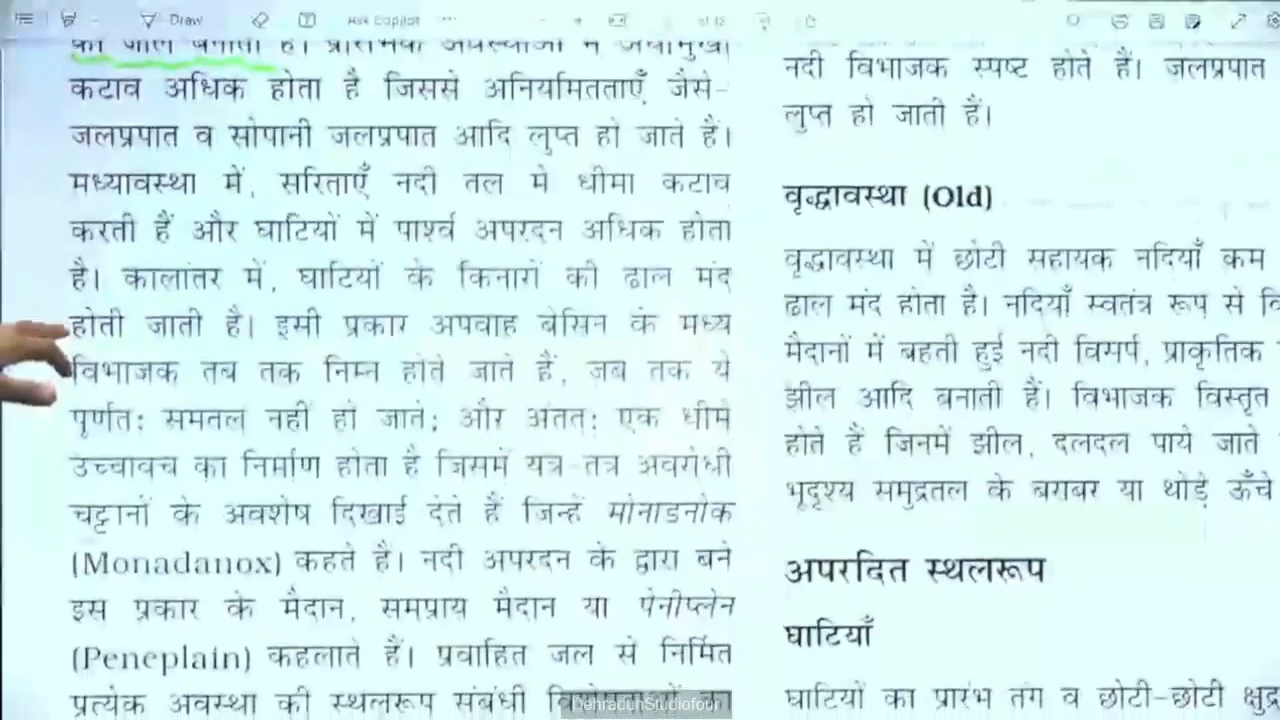 Draw
Ask Copilot
of 12
कटाव अधिक होता है जिससे अनियमितताएँ जैसे-
जलप्रपात व सोपानी जलप्रपात आदि लुप्त हो जाते हैं।
मध्यावस्था में, सरिताएँ नदी तल मे धीमा कटाव
करती हैं और घाटियों में पार्श्व अपरदन अधिक होता
है। कालांतर में, घाटियों के किनारों की ढाल मंद
होती जाती है। इसी प्रकार अपवाह बेसिन के मध्य
विभाजक तब तक निम्न होते जाते हैं, जब तक ये
पूर्णत: समतल नहीं हो जाते; और अंतत: एक धीमे
उच्चावच का निर्माण होता है जिसमें यत्र-तत्र अवरोधी
चट्टानों के अवशेष दिखाई देते हैं जिन्हें मोनाडनोक
(Monadanox) कहते हैं। नदी अपरदन के द्वारा बने
इस प्रकार के मैदान, समप्राय मैदान या पेनीप्लेन
(Peneplain) कहलाते हैं। प्रवाहित जल से निर्मित
प्रत्येक अवस्था की स्थलरूप संबंधी
नदी विभाजक स्पष्ट होते हैं। जलप्रपात
लुप्त हो जाती हैं।
वृद्धावस्था (Old)
वृद्धावस्था में छोटी सहायक नदियाँ कम
ढाल मंद होता है। नदियाँ स्वतंत्र रूप से
मैदानों में बहती हुई नदी विसर्प, प्राकृतिक
झील आदि बनाती हैं। विभाजक विस्तृत
होते हैं जिनमें झील, दलदल पाये जाते
भूदृश्य समुद्रतल के बराबर या थोड़े ऊँचे
अपरदित स्थलरूप
घाटियाँ
घाटियों का प्रारंभ तंग व छोटी-छोटी क्षुद्र
DehradunStudiofour